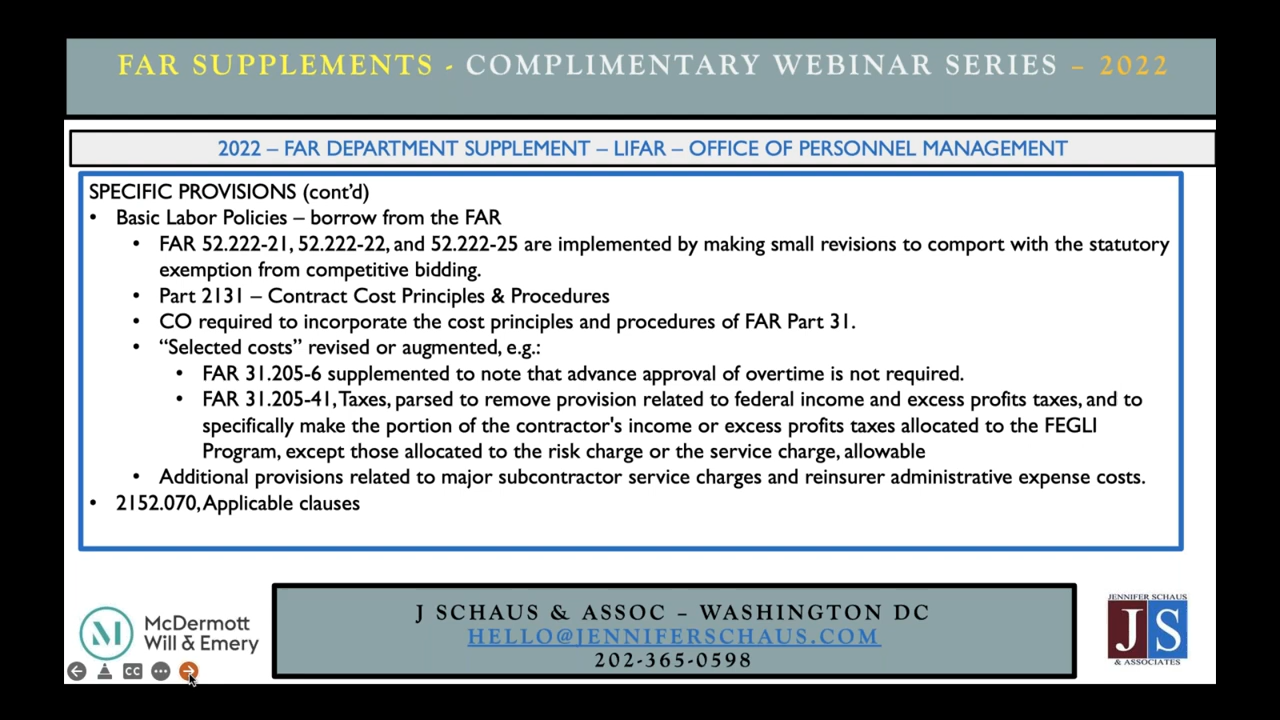 FAR SUPPLEMENTS - COMPLIMENTARY WEBINAR SERIES – 2022
2022 – FAR DEPARTMENT SUPPLEMENT – LIFAR – OFFICE OF PERSONNEL MANAGEMENT
SPECIFIC PROVISIONS (cont’d)
• Basic Labor Policies – borrow from the FAR
• FAR 52.222-21, 52.222-22, and 52.222-25 are implemented by making small revisions to comport with the statutory
exemption from competitive bidding.
• Part 2131 – Contract Cost Principles & Procedures
• CO required to incorporate the cost principles and procedures of FAR Part 31.
• “Selected costs” revised or augmented, e.g.:
• FAR 31.205-6 supplemented to note that advance approval of overtime is not required.
• FAR 31.205-41, Taxes, parsed to remove provision related to federal income and excess profits taxes, and to
specifically make the portion of the contractor's income or excess profits taxes allocated to the FEGLI
Program, except those allocated to the risk charge or the service charge, allowable
• Additional provisions related to major subcontractor service charges and reinsurer administrative expense costs.
• 2152.070, Applicable clauses
M
McDermott
Will & Emery
CC
J SCHAUS & ASSOC – WASHINGTON DC
HELLO@JENNIFERSCHAUS.COM
202-365-0598
JENNIFER SCHAUS
JS
& ASSOCIATES